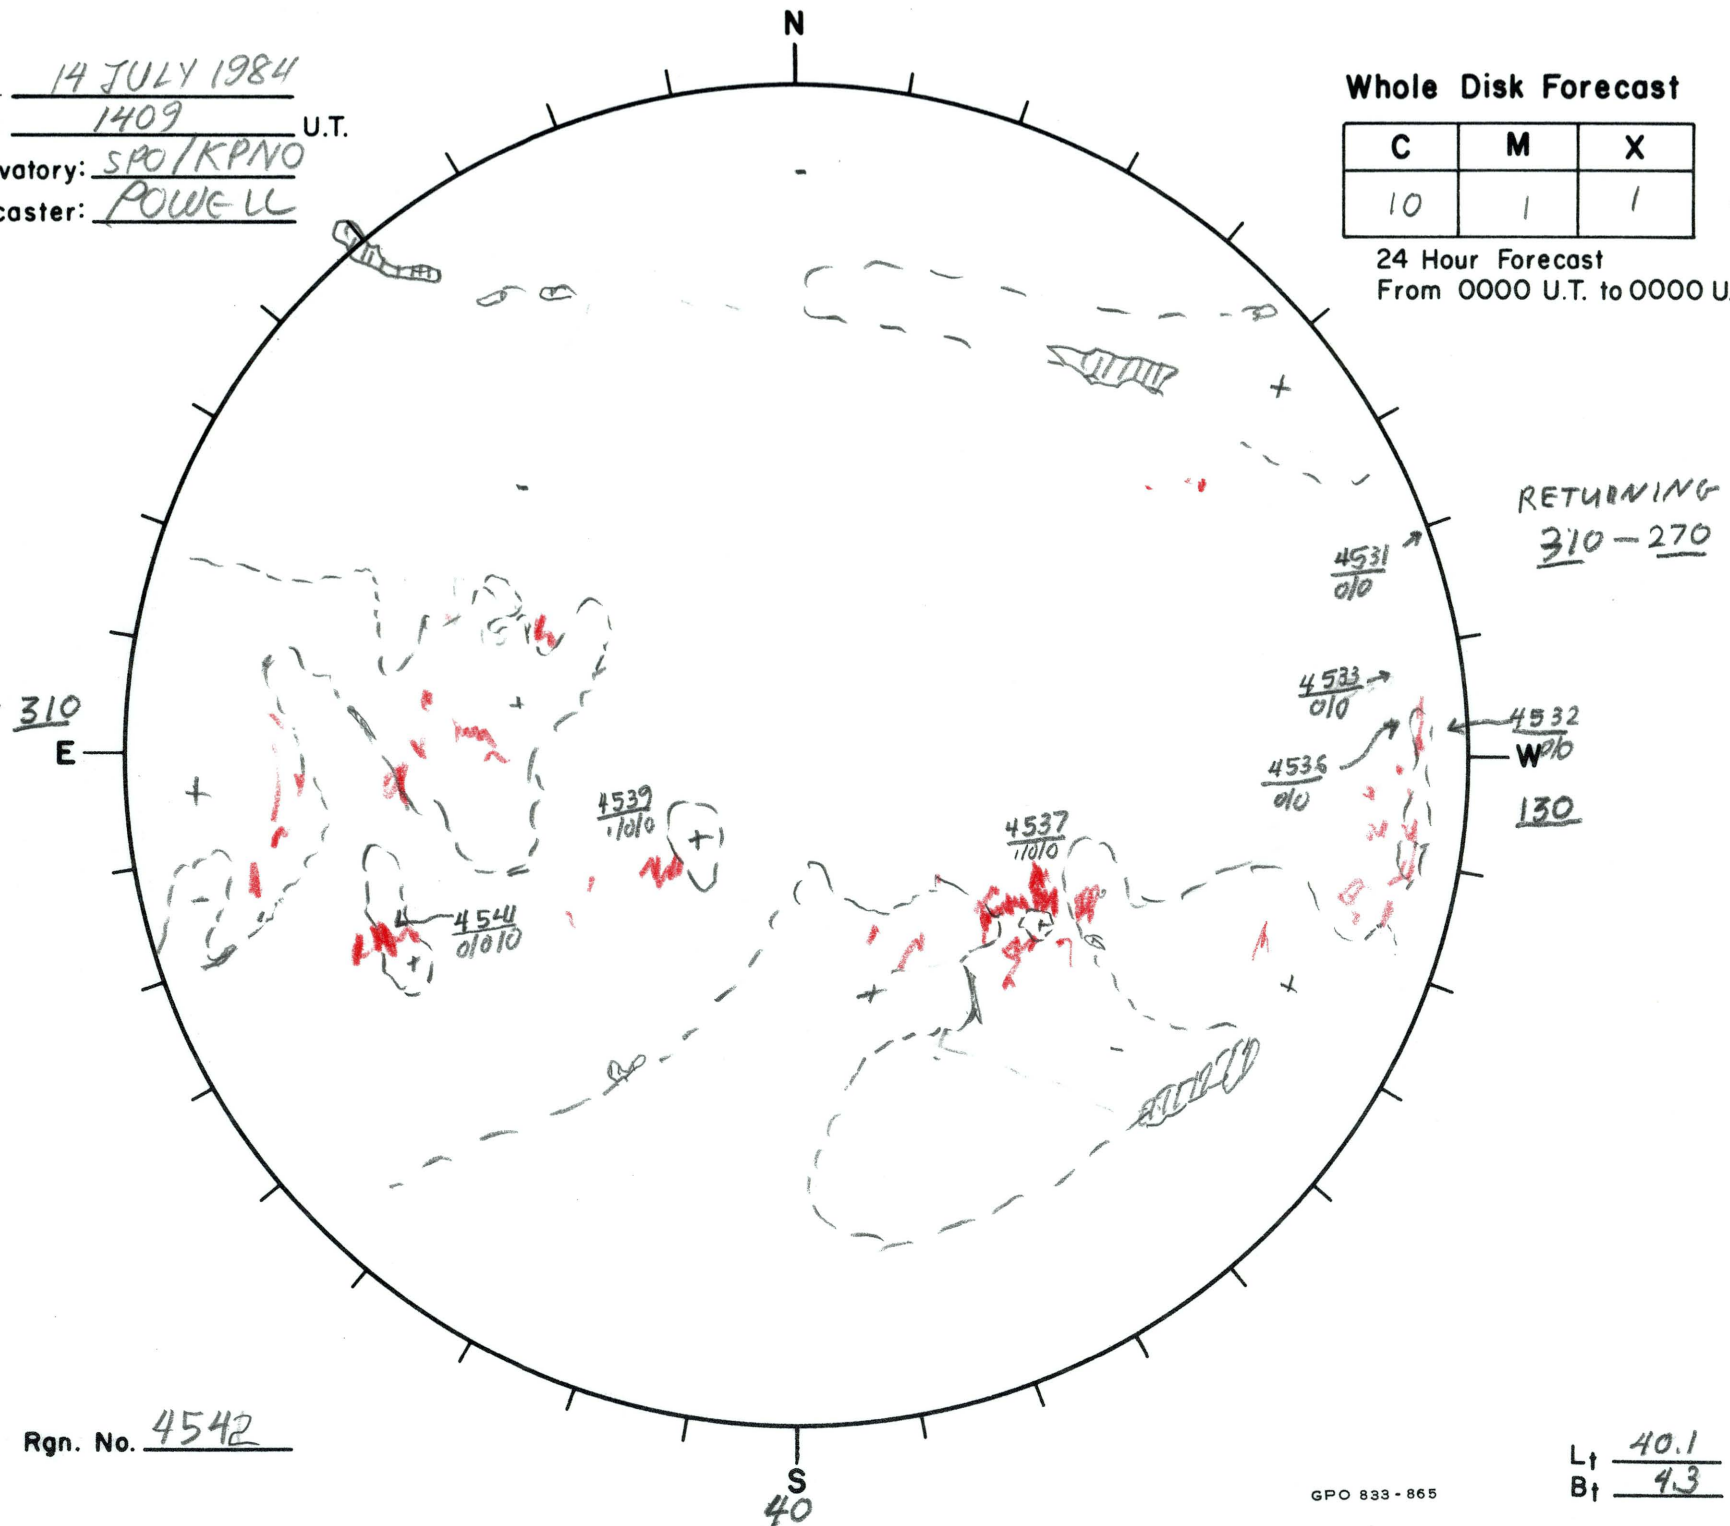 N
14 JULY 1984
1409 U.T.
vatory: SPO/KPNO
caster: POWELL
Whole Disk Forecast
C M X
10 1 1
24 Hour Forecast
From 0000 U.T. to 0000 U.
RETURNING
310 - 270
4531
0/0
4533
0/0
4532
0/0
4536
0/0
310
E
W
130
4539
1/0/0
4537
1/0/0
4541
0/0/0
Rgn. No. 4542
S
40
GPO 833-865
Lt 40.1
Bt 4.3